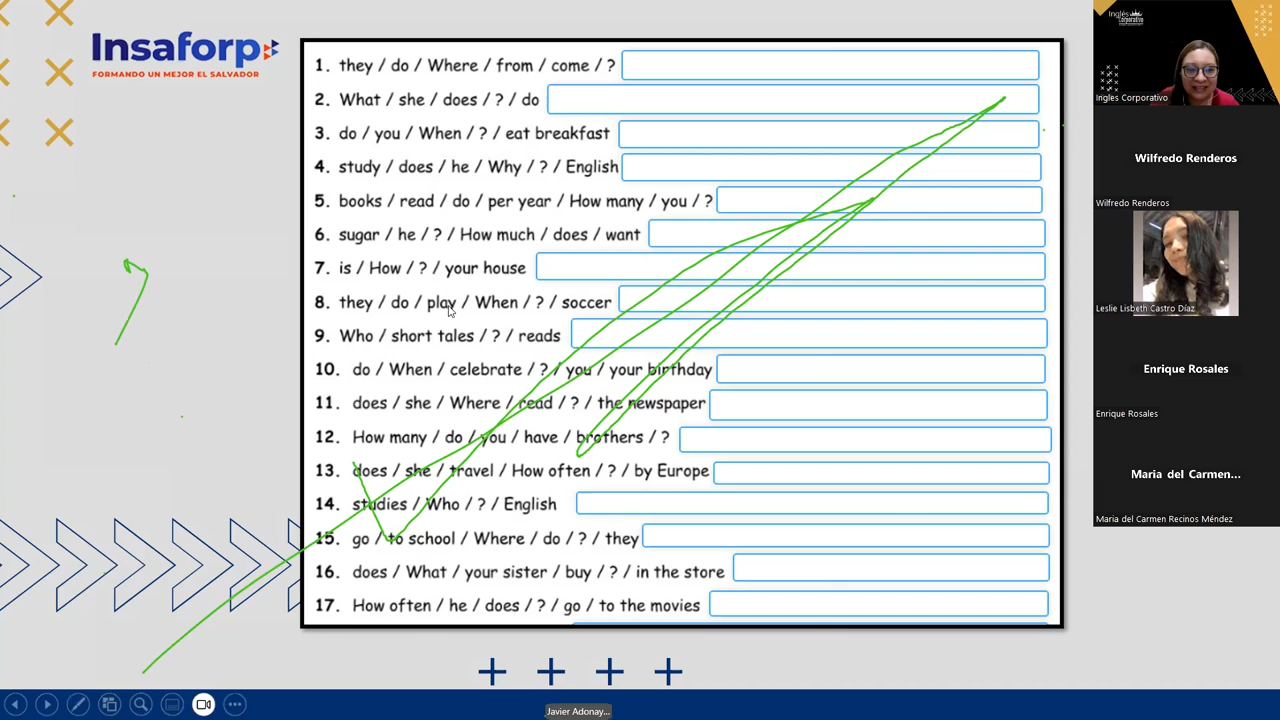 Insaforp
FORMANDO UN MEJOR EL SALVADOR
1. they / do / Where / from / come / ?
2. What / she / does / ? / do
3. do / you / When / ? / eat breakfast
4. study / does / he / Why / ? / English
5. books / read / do / per year / How many / you / ?
6. sugar / he / ? / How much / does / want
7. is / How / ? / your house
8. they / do / play / When / ? / soccer
9. Who / short tales / ? / reads
10. do / When / celebrate / ? / you / your birthday
11. does / she / Where / read / ? / the newspaper
12. How many / do / you / have / brothers / ?
13. does / she / travel / How often / ? / by Europe
14. studies / Who / ? / English
15. go / to school / Where / do / ? / they
16. does / What / your sister / buy / ? / in the store
17. How often / he / does / ? / go / to the movies
Inglés
Corporativo
Ingles Corporativo
Wilfredo Renderos
Wilfredo Renderos
Leslie Lisbeth Castro Díaz
Enrique Rosales
Enrique Rosales
Maria del Carmen...
Maria del Carmen Recinos Méndez
Javier Adonay...